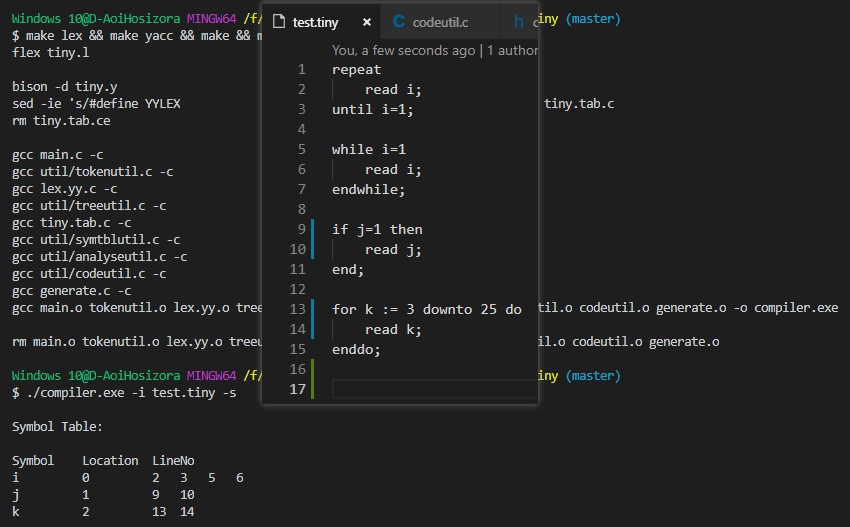 Windows 10@D-AoiHosizora MINGW64 /f/
$ make lex && make yacc && make && m
flex tiny.l
bison -d tiny.y
sed -ie 's/#define YYLEX
rm tiny.tab.ce
gcc main.c -c
gcc util/tokenutil.c -c
gcc lex.yy.c -c
gcc util/treeutil.c -c
gcc tiny.tab.c -c
gcc util/symtblutil.c -c
gcc util/analyseutil.c -c
gcc util/codeutil.c -c
gcc generate.c -c
gcc main.o tokenutil.o lex.yy.o tree
rm main.o tokenutil.o lex.yy.o treeu
Windows 10@D-AoiHosizora MINGW64 /f/
$ ./compiler.exe -i test.tiny -s
Symbol Table:
Symbol Location LineNo
i 0 2 3 5 6
j 1 9 10
k 2 13 14
test.tiny × C codeutil.c h c
You, a few seconds ago | 1 author
1 repeat
2 read i;
3 until i=1;
4
5 while i=1
6 read i;
7 endwhile;
8
9 if j=1 then
10 read j;
11 end;
12
13 for k := 3 downto 25 do
14 read k;
15 enddo;
16
17
iny (master)
tiny.tab.c
til.o codeutil.o generate.o -o compiler.exe
il.o codeutil.o generate.o
iny (master)